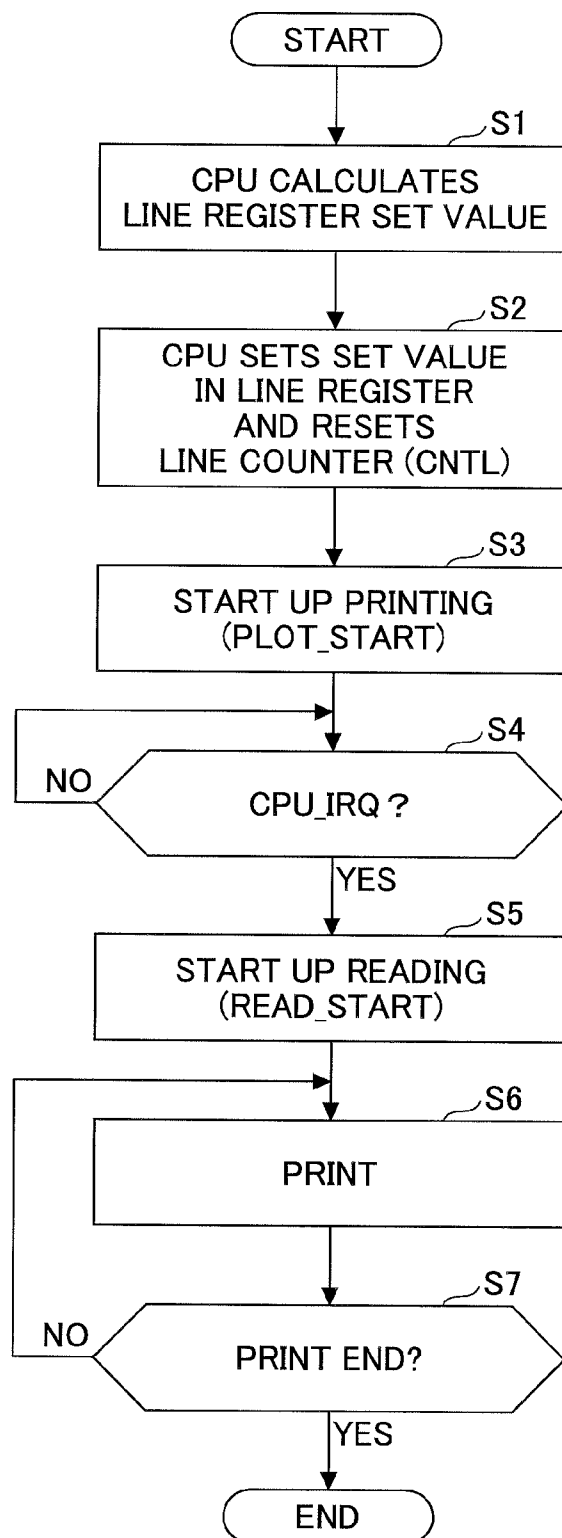 START
S1
CPU CALCULATES
LINE REGISTER SET VALUE
S2
CPU SETS SET VALUE
IN LINE REGISTER
AND RESETS
LINE COUNTER (CNTL)
S3
START UP PRINTING
(PLOT_START)
S4
NO
CPU_IRQ ?
YES
S5
START UP READING
(READ_START)
S6
PRINT
S7
NO
PRINT END?
YES
END